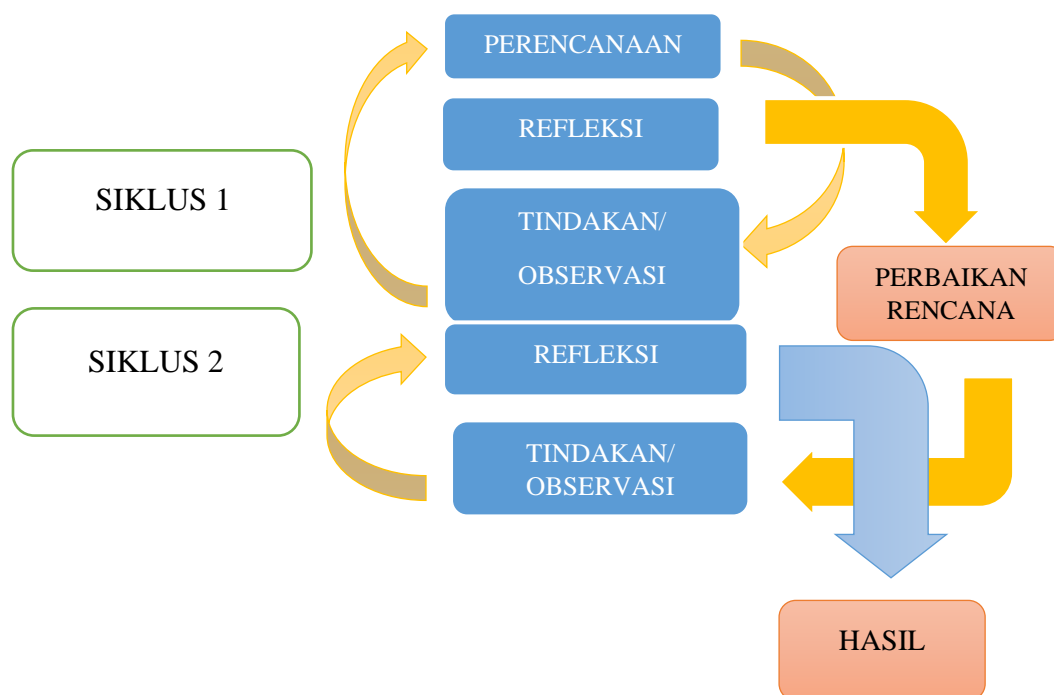 PERENCANAAN
REFLEKSI
SIKLUS 1
TINDAKAN/
OBSERVASI
PERBAIKAN
RENCANA
SIKLUS 2
REFLEKSI
TINDAKAN/
OBSERVASI
HASIL